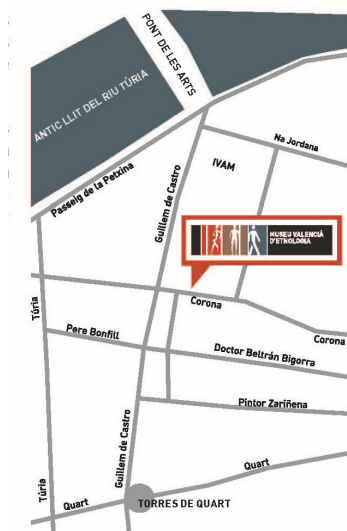 PONT DE LES ARTS
ANTIC LLIT DEL RIU TÚRIA
Na Jordana
IVAM
Passeig de la Petxina
Guillem de Castro
MUSEU VALENCIÀ
D'ETNOLOGIA
Corona
Túria
Corona
Pere Bonfill
Doctor Beltrán Bigorra
Pintor Zariñena
Guillem de Castro
Quart
Túria
Quart
TORRES DE QUART